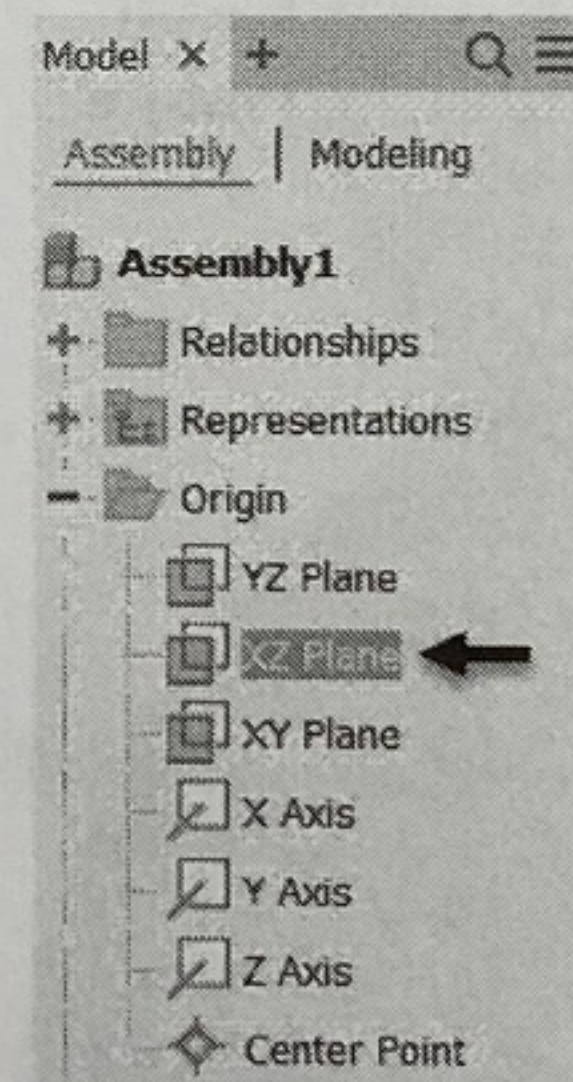 Model × +
Assembly | Modeling
Assembly1
Relationships
Representations
Origin
YZ Plane
XZ Plane
XY Plane
X Axis
Y Axis
Z Axis
Center Point